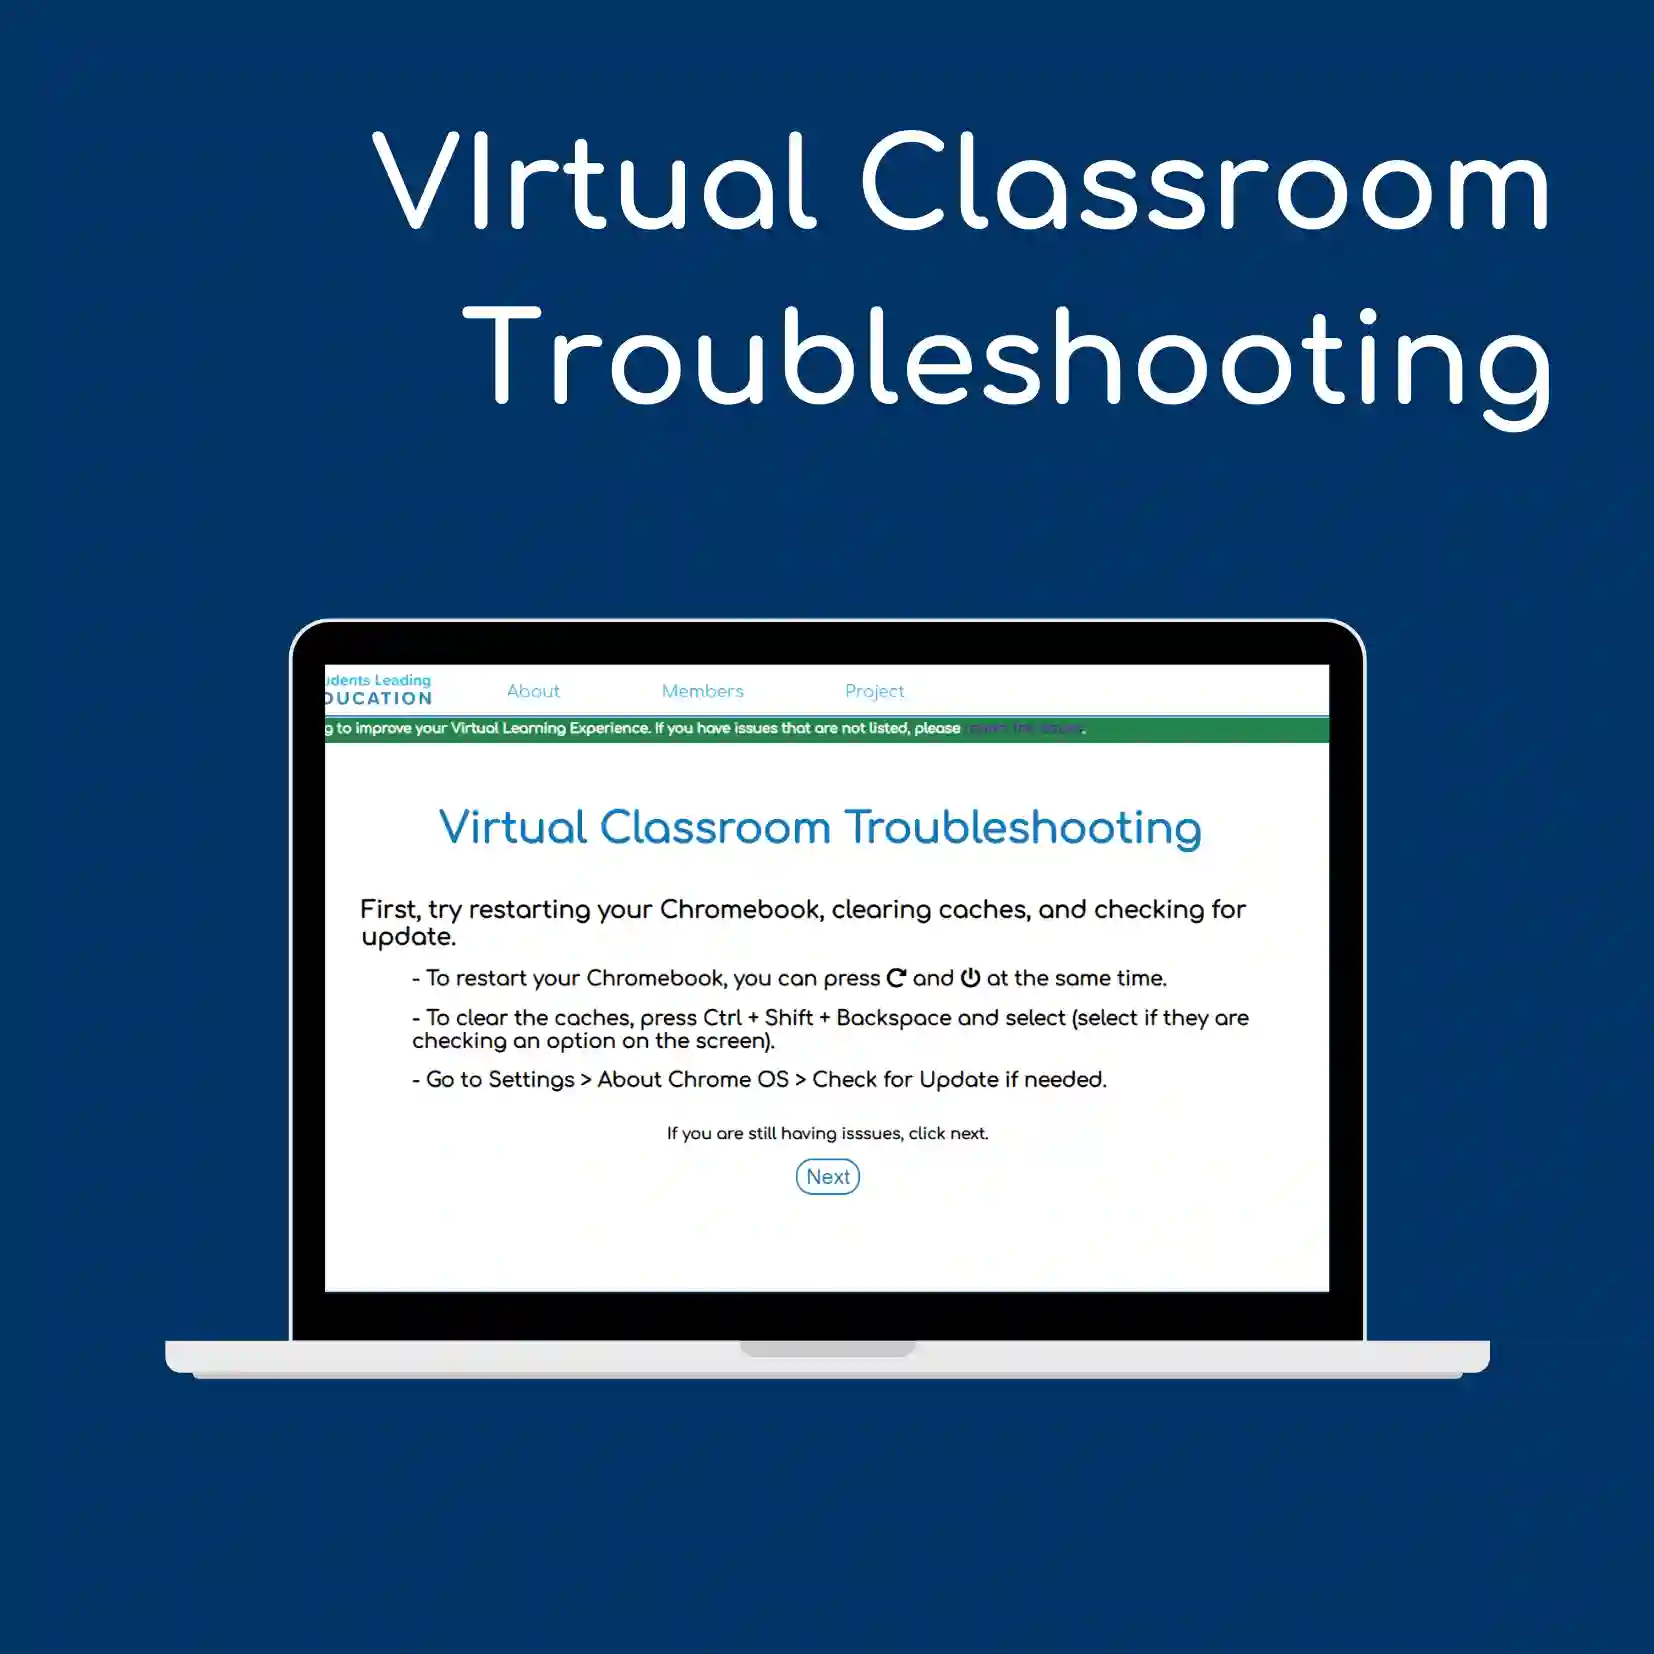 VIrtual Classroom
Troubleshooting
udents Leading
DUCATION
About
Members
Project
g to improve your Virtual Learning Experience. If you have issues that are not listed, please
Virtual Classroom Troubleshooting
First, try restarting your Chromebook, clearing caches, and checking for
update.
- To restart your Chromebook, you can press and at the same time.
- To clear the caches, press Ctrl + Shift + Backspace and select (select if they are
checking an option on the screen).
- Go to Settings > About Chrome OS > Check for Update if needed.
If you are still having isssues, click next.
Next